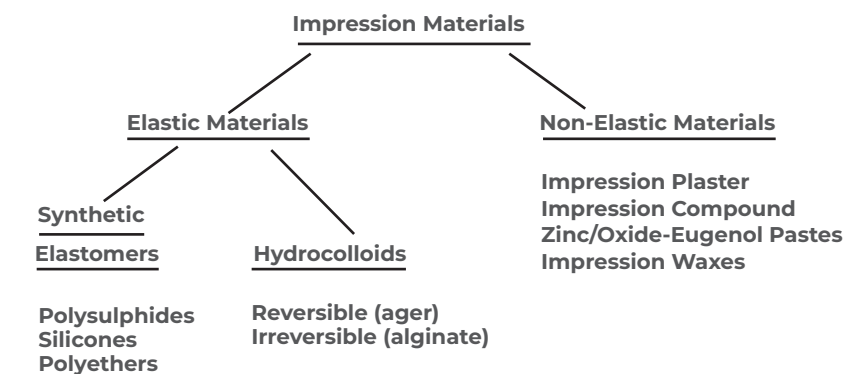 Impression Materials
Elastic Materials
Non-Elastic Materials
Synthetic
Elastomers
Hydrocolloids
Polysulphides
Silicones
Polyethers
Reversible (ager)
Irreversible (alginate)
Impression Plaster
Impression Compound
Zinc/Oxide-Eugenol Pastes
Impression Waxes